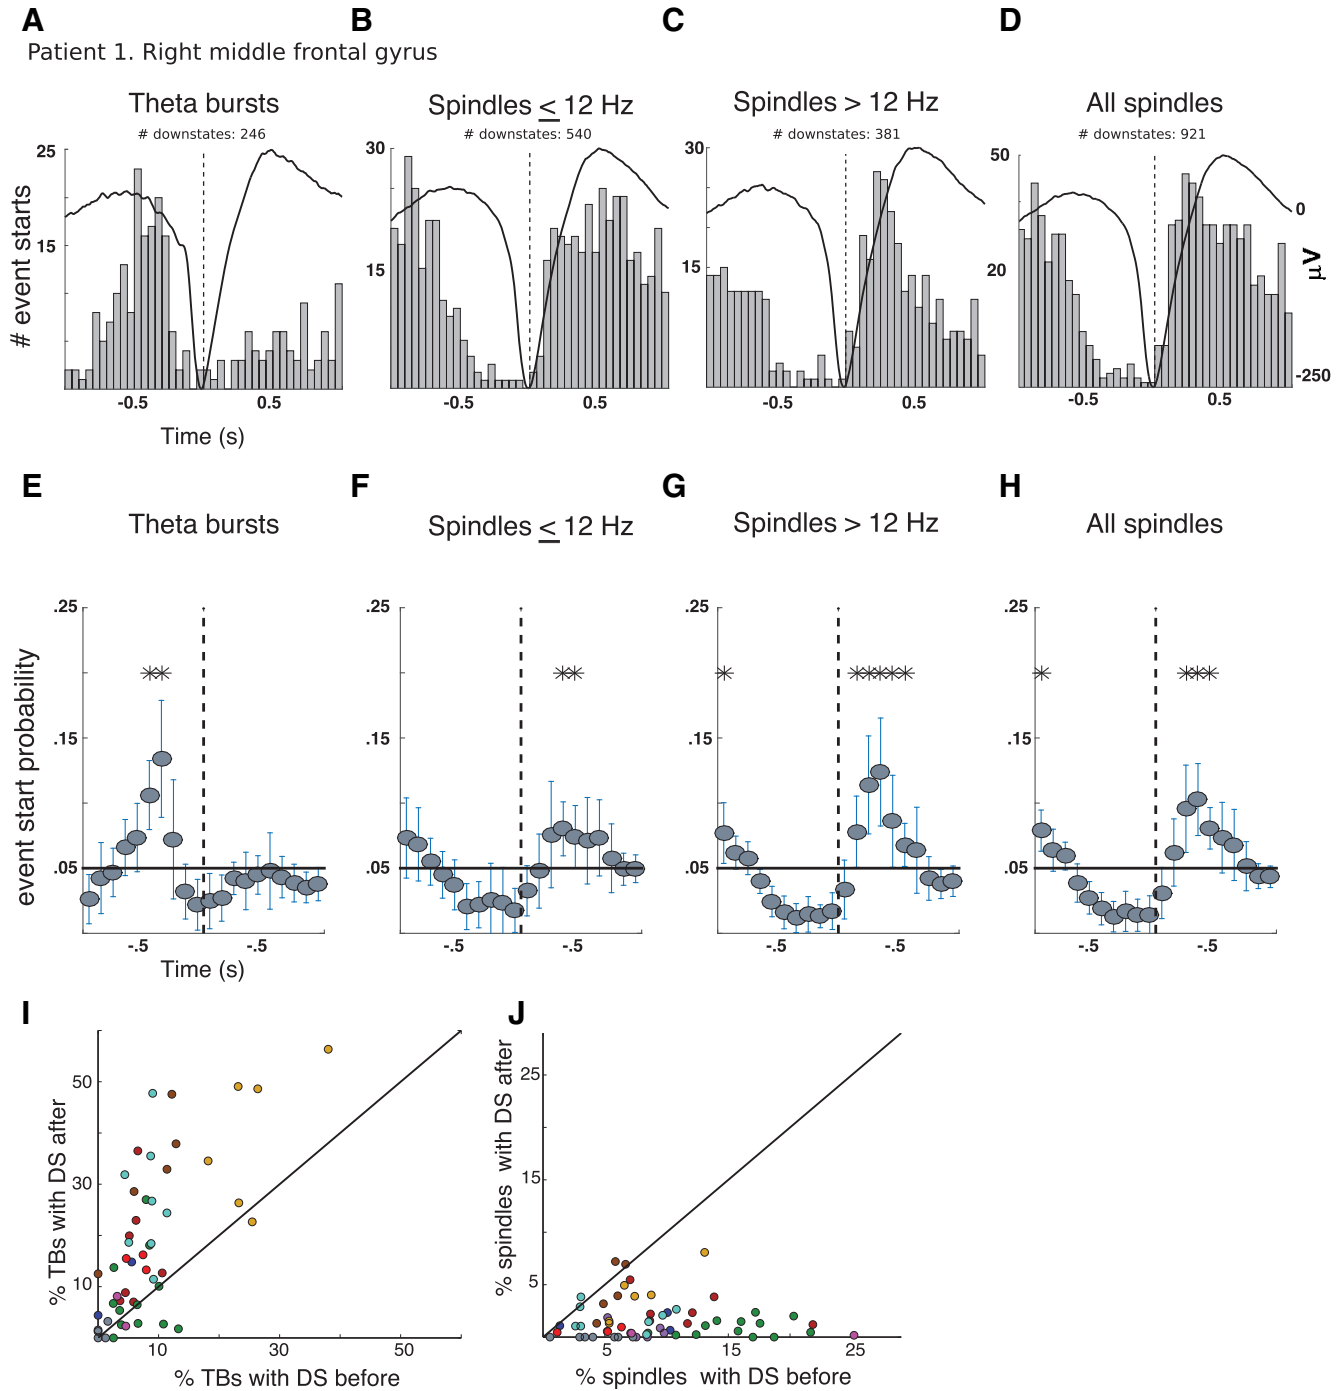 A
B
C
D
Patient 1. Right middle frontal gyrus
Theta bursts
Spindles ≤ 12 Hz
Spindles > 12 Hz
All spindles
# downstates: 246
# downstates: 540
# downstates: 381
# downstates: 921
# event starts
25
15
30
15
30
15
50
20
0
-250
µV
-0.5
0.5
-0.5
0.5
-0.5
0.5
-0.5
0.5
Time (s)
E
F
G
H
Theta bursts
Spindles ≤ 12 Hz
Spindles > 12 Hz
All spindles
event start probability
.25
.15
.05
.25
.15
.05
.25
.15
.05
.25
.15
.05
-.5
-.5
-.5
-.5
-.5
-.5
-.5
-.5
Time (s)
I
J
% TBs with DS after
50
30
10
10
30
50
% TBs with DS before
% spindles with DS after
25
15
5
5
15
25
% spindles with DS before